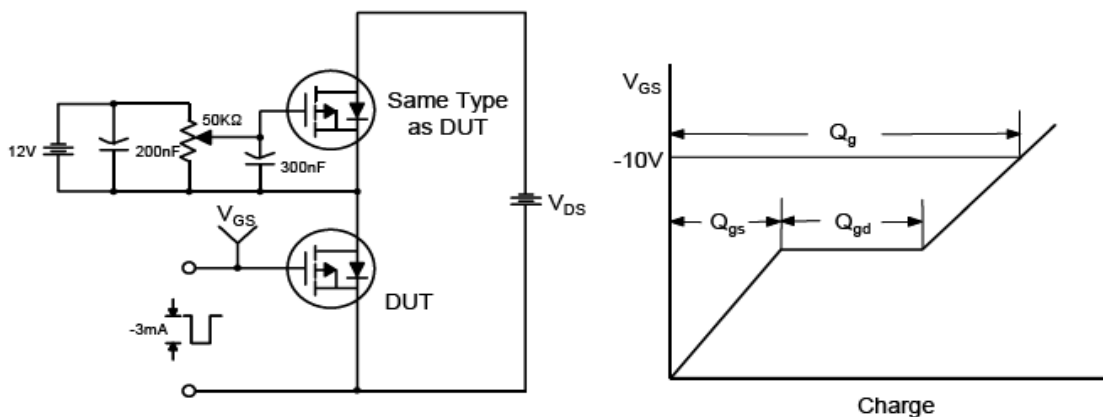 12V
200nF
50KΩ
300nF
Same Type
as DUT
V_GS
DUT
-3mA
V_DS
V_GS
-10V
Q_g
Q_gs
Q_gd
Charge